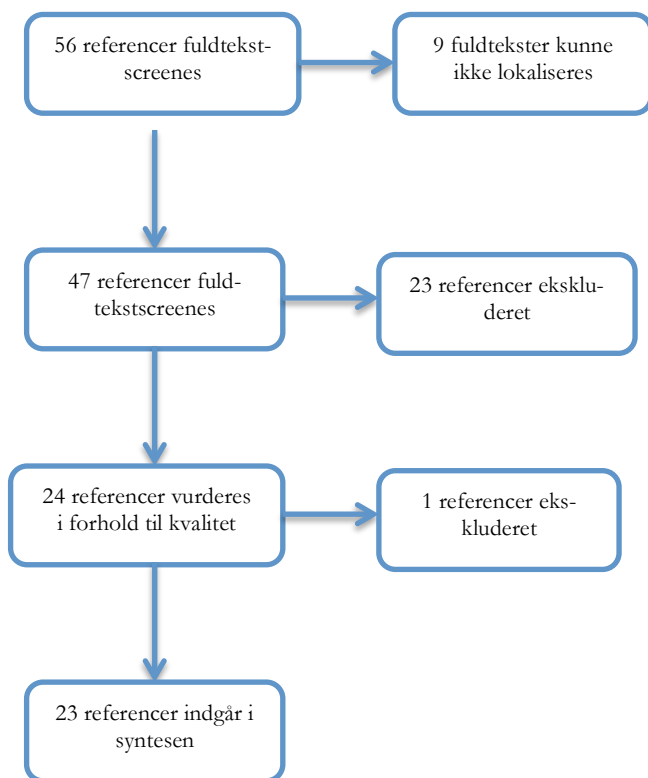 56 referencer fuldtekst-
screenes
9 fuldtekster kunne
ikke lokaliseres
47 referencer fuld-
tekstscreenes
23 referencer eksklu-
deret
24 referencer vurderes
i forhold til kvalitet
1 referencer eks-
kluderet
23 referencer indgår i
syntesen